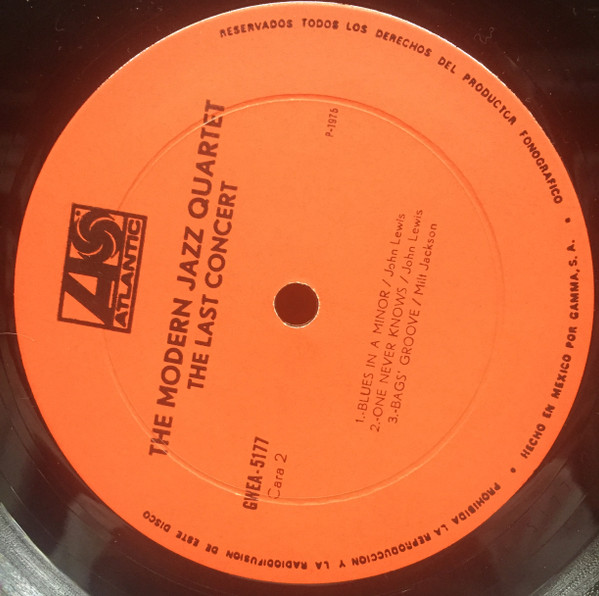 ATLANTIC
THE MODERN JAZZ QUARTET
THE LAST CONCERT
GWEA-5177
Cara 2
P-1975
1.-BLUES IN A MINOR / John Lewis
2.-ONE NEVER KNOWS / John Lewis
3.-BAGS' GROOVE / Milt Jackson
RESERVADOS TODOS LOS DERECHOS DEL PRODUCTOR FONOGRAFICO • HECHO EN MEXICO POR GAMMA, S. A. • PROHIBIDA LA REPRODUCCION Y LA RADIODIFUSION DE ESTE DISCO